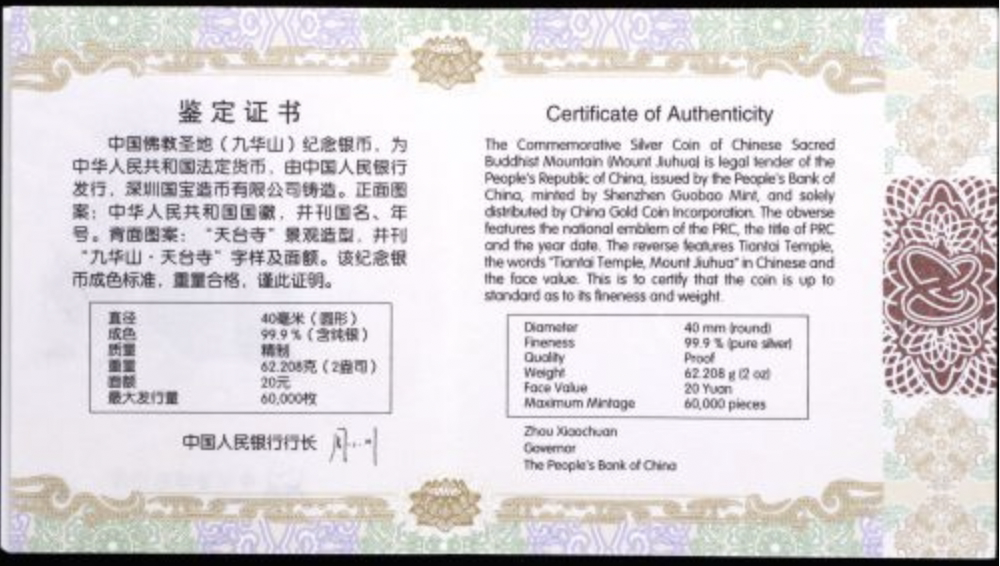 鉴定证书
中国佛教圣地（九华山）纪念银币，为
中华人民共和国法定货币，由中国人民银行
发行，深圳国宝造币有限公司铸造。正面图
案：中华人民共和国国徽，并刊国名、年
号。背面图案：“天台寺”景观造型，并刊
“九华山·天台寺”字样及面额。该纪念银
币成色标准，重量合格，谨此证明。
直径 40毫米（圆形）
成色 99.9%（含纯银）
质量 精制
重量 62.208克（2盎司）
面额 20元
最大发行量 60,000枚
中国人民银行行长
Certificate of Authenticity
The Commemorative Silver Coin of Chinese Sacred
Buddhist Mountain (Mount Jiuhua) is legal tender of the
People's Republic of China, issued by the People's Bank of
China, minted by Shenzhen Guobao Mint, and solely
distributed by China Gold Coin Incorporation. The obverse
features the national emblem of the PRC, the title of PRC
and the year date. The reverse features Tiantai Temple,
the words "Tiantai Temple, Mount Jiuhua" in Chinese and
the face value. This is to certify that the coin is up to
standard as to its fineness and weight.
Diameter 40 mm (round)
Fineness 99.9 % (pure silver)
Quality Proof
Weight 62.208 g (2 oz)
Face Value 20 Yuan
Maximum Mintage 60,000 pieces
Zhou Xiaochuan
Governor
The People's Bank of China